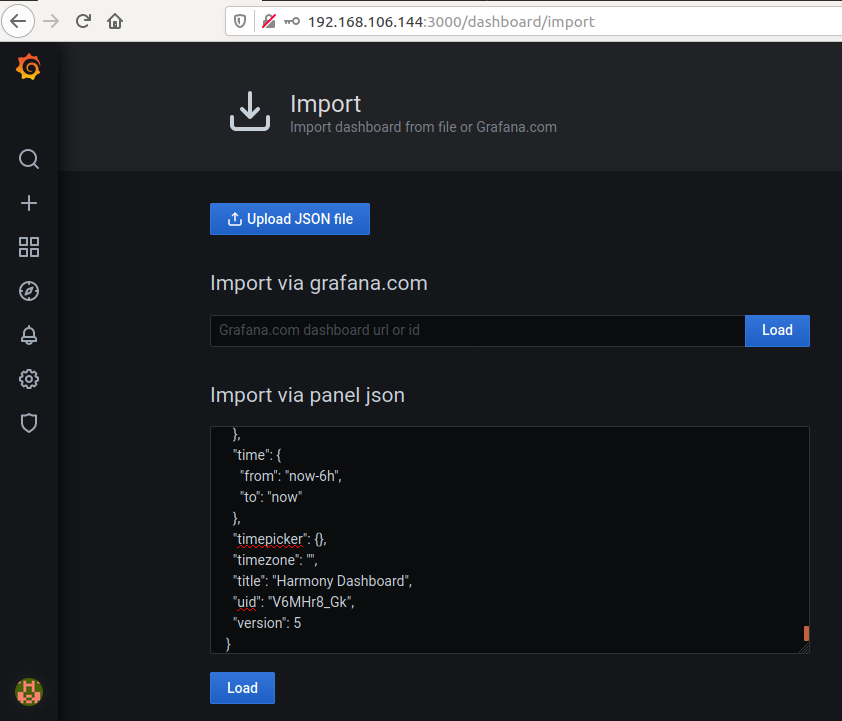 192.168.106.144:3000/dashboard/import
Import
Import dashboard from file or Grafana.com
Upload JSON file
Import via grafana.com
Grafana.com dashboard url or id
Load
Import via panel json
},
"time": {
"from": "now-6h",
"to": "now"
},
"timepicker": {},
"timezone": "",
"title": "Harmony Dashboard",
"uid": "V6MHr8_Gk",
"version": 5
}
Load